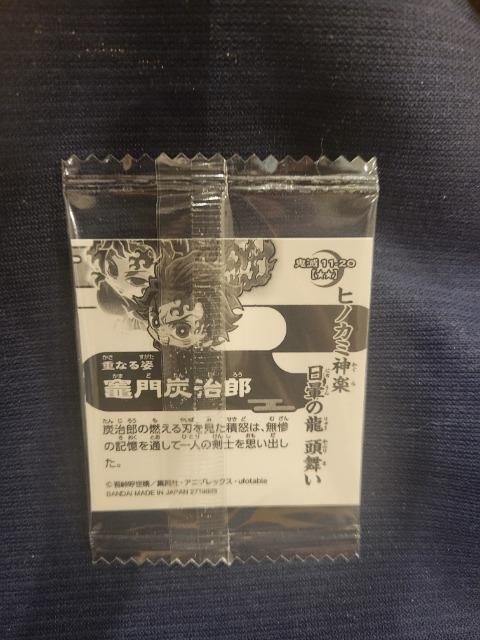 鬼滅 11-20
【★★】
ヒノカミ神楽
日暈の龍 頭舞い
重なる姿
竈門炭治郎
炭治郎の燃える刃を見た積怒は、無惨
の記憶を通して一人の剣士を思い出し
た。
©吾峠呼世晴／集英社・アニプレックス・ufotable
BANDAI MADE IN JAPAN